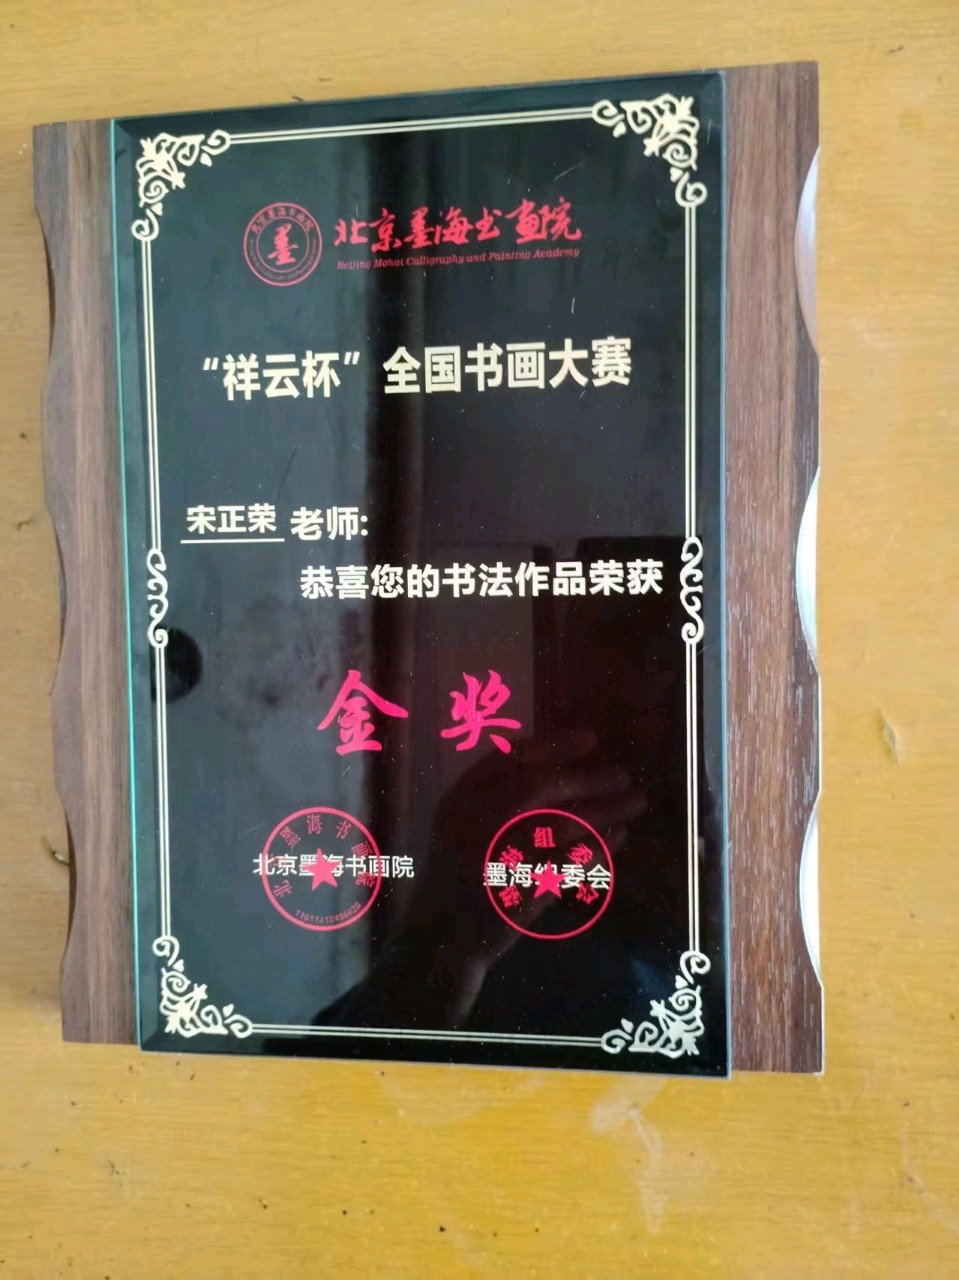 墨
北京墨海书画院
Beijing Mohai Calligraphy and Painting Academy
“祥云杯”全国书画大赛
宋正荣 老师:
恭喜您的书法作品荣获
金奖
北京墨海书画院
墨海组委会